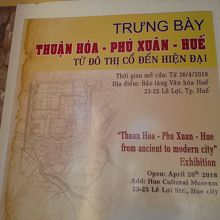 TRƯNG BÀY
THUẬN HÓA - PHÚ XUÂN - HUẾ
TỪ ĐÔ THỊ CỔ ĐẾN HIỆN ĐẠI
Thời gian mở cửa: Từ 26/4/2018
Địa điểm: Bảo tàng Văn hóa Huế
23-25 Lê Lợi, Tp. Huế
"Thuan Hoa - Phu Xuan - Hue
from ancient to modern city"
Exhibition
Open: April 26th 2018
Add: Hue Cultural Museum
23-25 Lê Lợi Str., Hue city